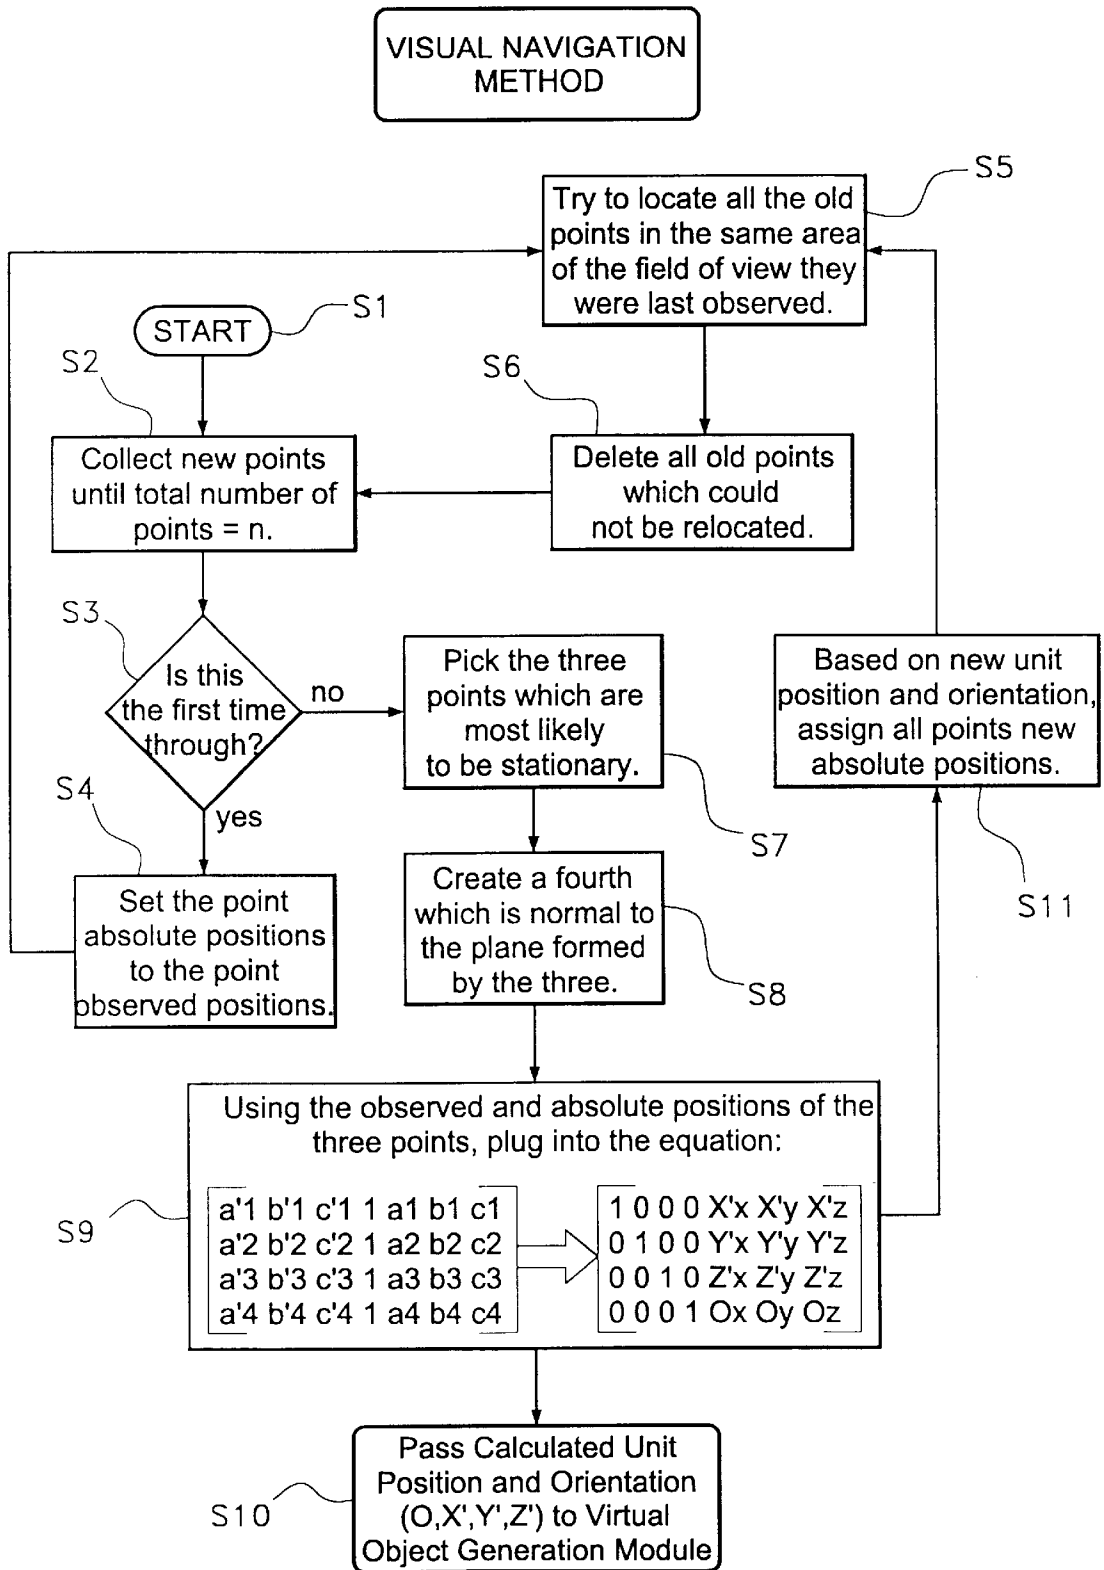 VISUAL NAVIGATION
METHOD
S5
Try to locate all the old
points in the same area
of the field of view they
were last observed.
START
S1
S2
Collect new points
until total number of
points = n.
S6
Delete all old points
which could
not be relocated.
S3
Is this
the first time
through?
no
yes
Pick the three
points which are
most likely
to be stationary.
S7
Based on new unit
position and orientation,
assign all points new
absolute positions.
S11
S4
Set the point
absolute positions
to the point
observed positions.
Create a fourth
which is normal to
the plane formed
by the three.
S8
Using the observed and absolute positions of the
three points, plug into the equation:
S9
a'1 b'1 c'1 1 a1 b1 c1
a'2 b'2 c'2 1 a2 b2 c2
a'3 b'3 c'3 1 a3 b3 c3
a'4 b'4 c'4 1 a4 b4 c4
1 0 0 0 X'x X'y X'z
0 1 0 0 Y'x Y'y Y'z
0 0 1 0 Z'x Z'y Z'z
0 0 0 1 Ox Oy Oz
S10
Pass Calculated Unit
Position and Orientation
(O,X',Y',Z') to Virtual
Object Generation Module